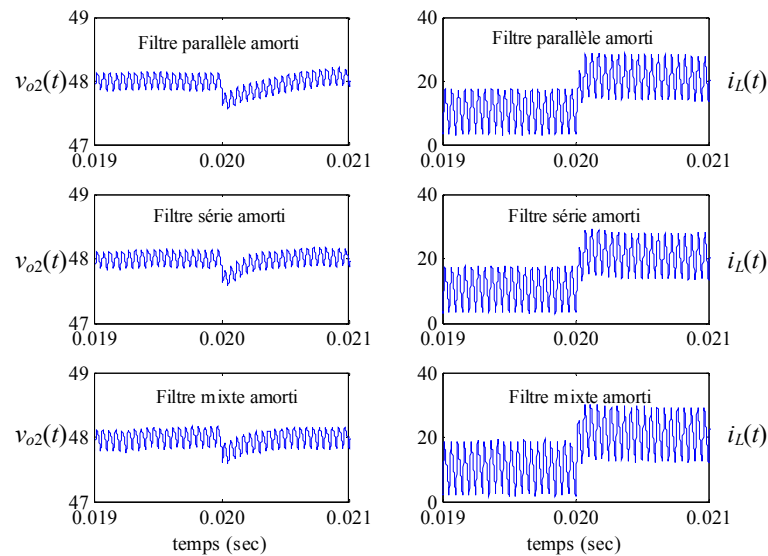 49
Filtre parallèle amorti
v_{o2}(t)
48
47
0.019
0.020
0.021
40
Filtre parallèle amorti
20
i_L(t)
0
0.019
0.020
0.021
49
Filtre série amorti
v_{o2}(t)
48
47
0.019
0.020
0.021
40
Filtre série amorti
20
i_L(t)
0
0.019
0.020
0.021
49
Filtre mixte amorti
v_{o2}(t)
48
47
0.019
0.020
0.021
temps (sec)
40
Filtre mixte amorti
20
i_L(t)
0
0.019
0.020
0.021
temps (sec)